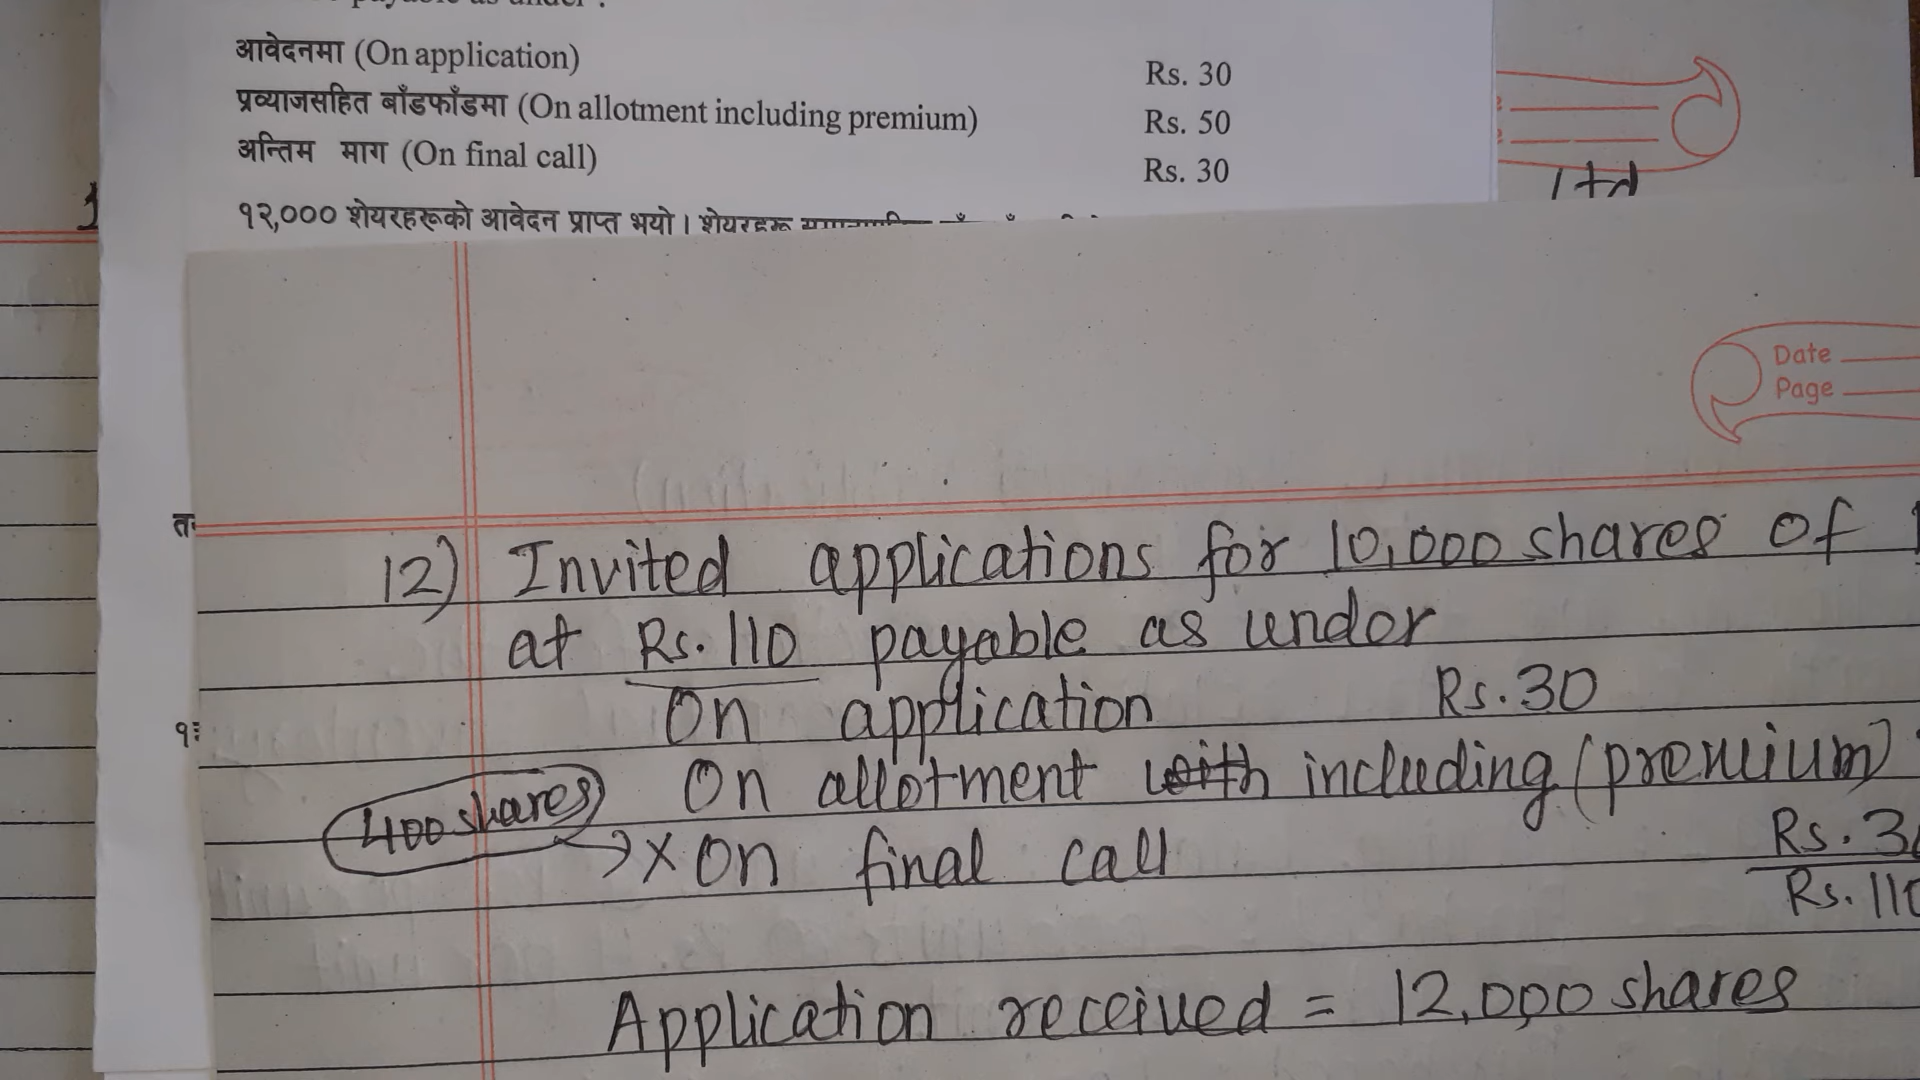 आवेदनमा (On application) Rs. 30
प्रव्याजसहित बाँडफाँडमा (On allotment including premium) Rs. 50
अन्तिम माग (On final call) Rs. 30
१२,००० शेयरहरूको आवेदन प्राप्त भयो । शेयरहरू
Date
Page
12) Invited applications for 10,000 shares of
at Rs. 110 payable as under
On application Rs. 30
On allotment with including (premium)
400 shares → x On final call Rs. 3
Rs. 110
Application received = 12,000 shares